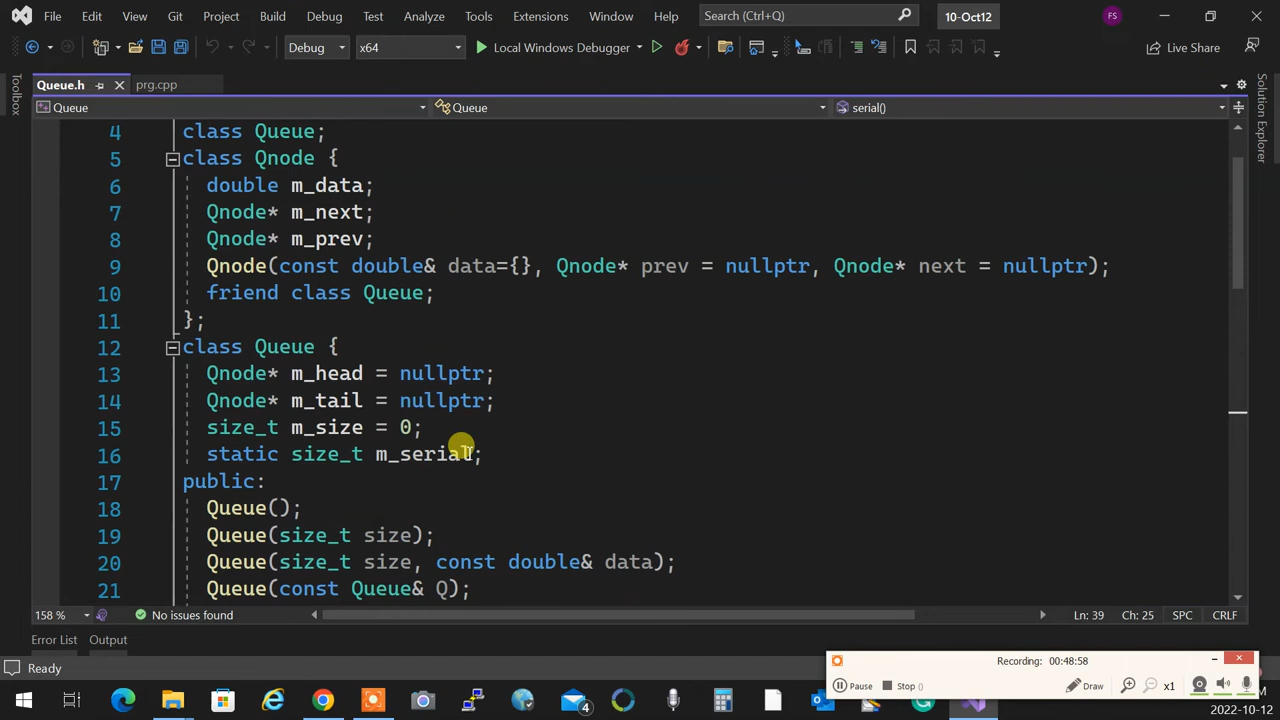 File Edit View Git Project Build Debug Test Analyze Tools Extensions Window Help Search (Ctrl+Q) 10-Oct12 FS
Debug x64 Local Windows Debugger Live Share
Queue.h prg.cpp
Queue Queue serial()
4 class Queue;
5 class Qnode {
6 double m_data;
7 Qnode* m_next;
8 Qnode* m_prev;
9 Qnode(const double& data={}, Qnode* prev = nullptr, Qnode* next = nullptr);
10 friend class Queue;
11 };
12 class Queue {
13 Qnode* m_head = nullptr;
14 Qnode* m_tail = nullptr;
15 size_t m_size = 0;
16 static size_t m_serial;
17 public:
18 Queue();
19 Queue(size_t size);
20 Queue(size_t size, const double& data);
21 Queue(const Queue& Q);
Toolbox
Solution Explorer
158 % No issues found Ln: 39 Ch: 25 SPC CRLF
Error List Output
Ready
Recording: 00:48:58
Pause Stop () Draw x1
4
2022-10-12